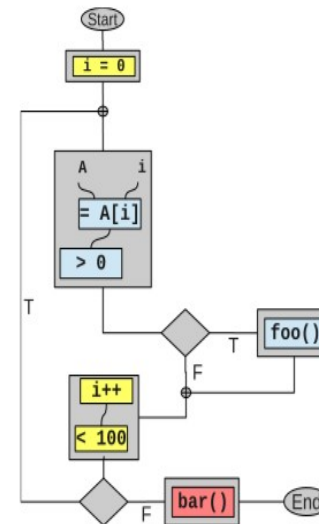 Start
i = 0
A i
= A[i]
> 0
T
foo()
T
F
i++
< 100
F
bar()
End